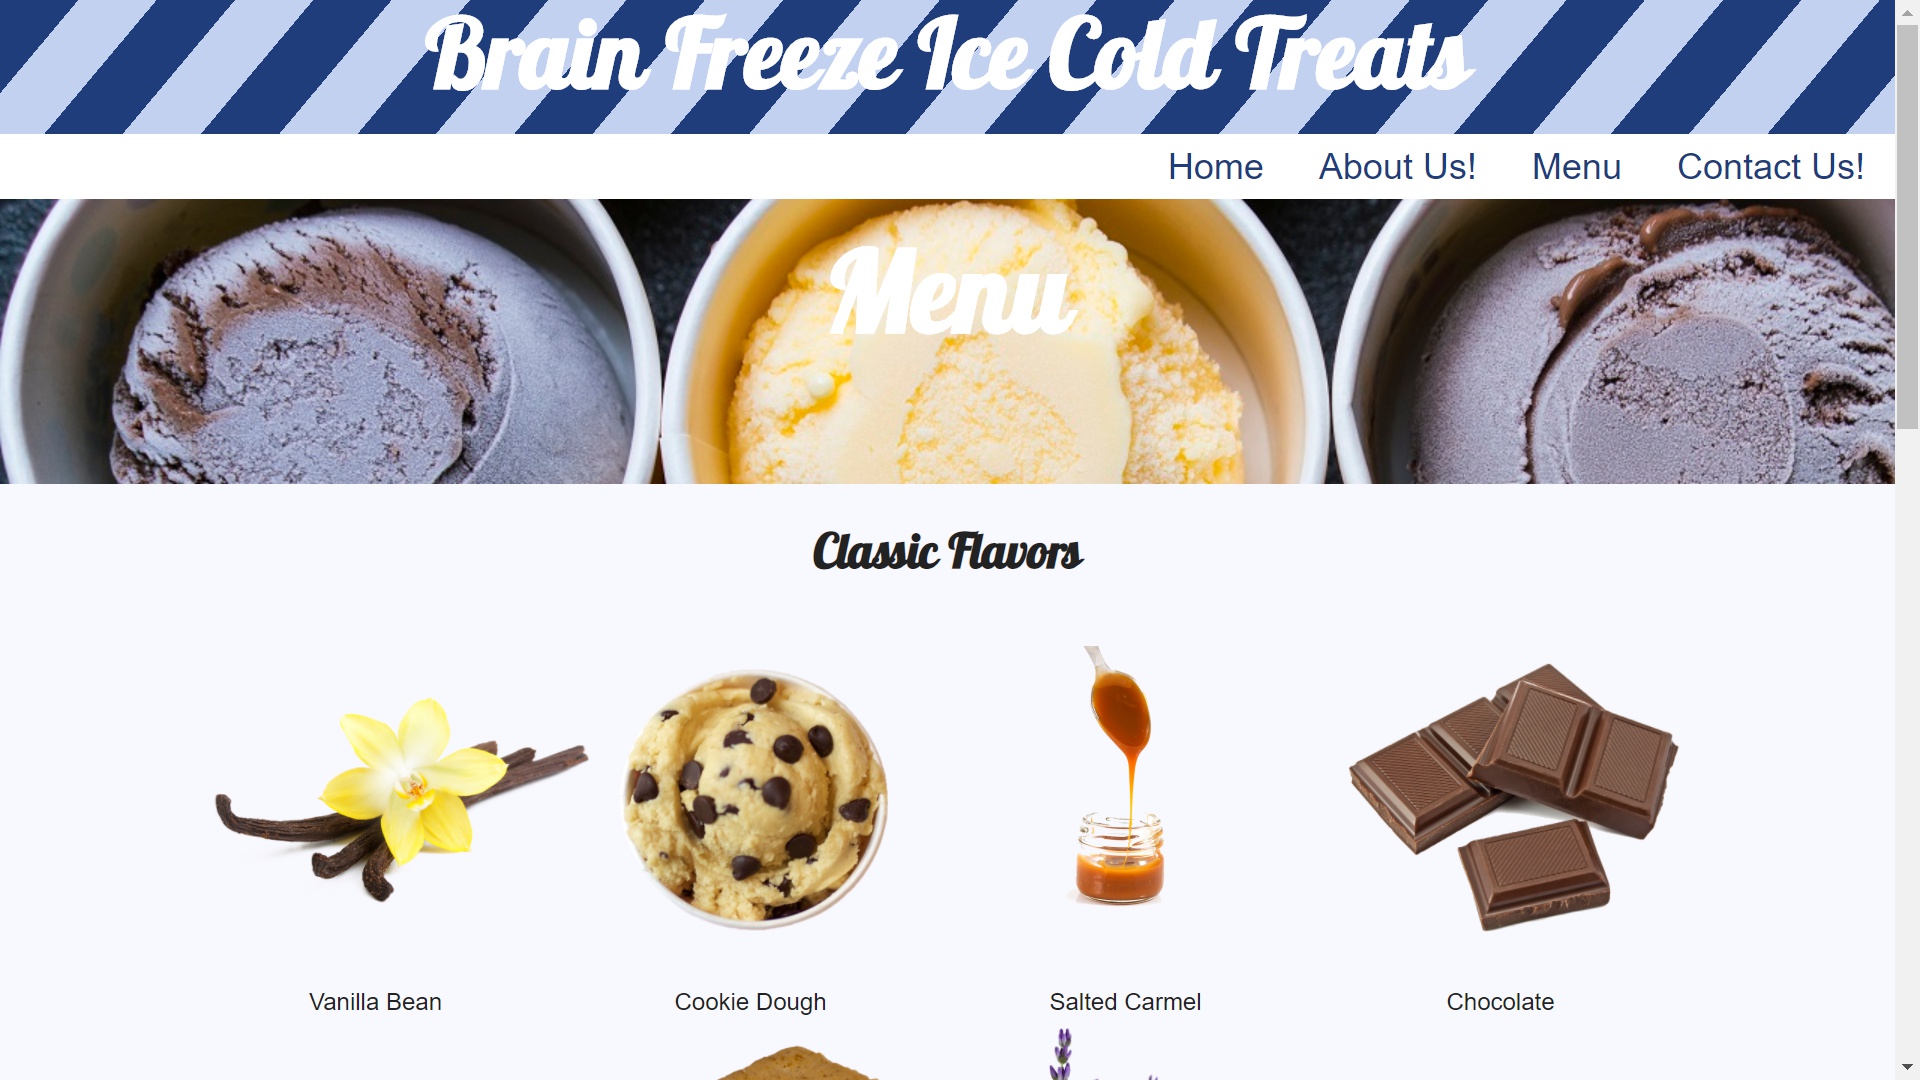 Brain Freeze Ice Cold Treats
Home About Us! Menu Contact Us!
Menu
Classic Flavors
Vanilla Bean Cookie Dough Salted Carmel Chocolate